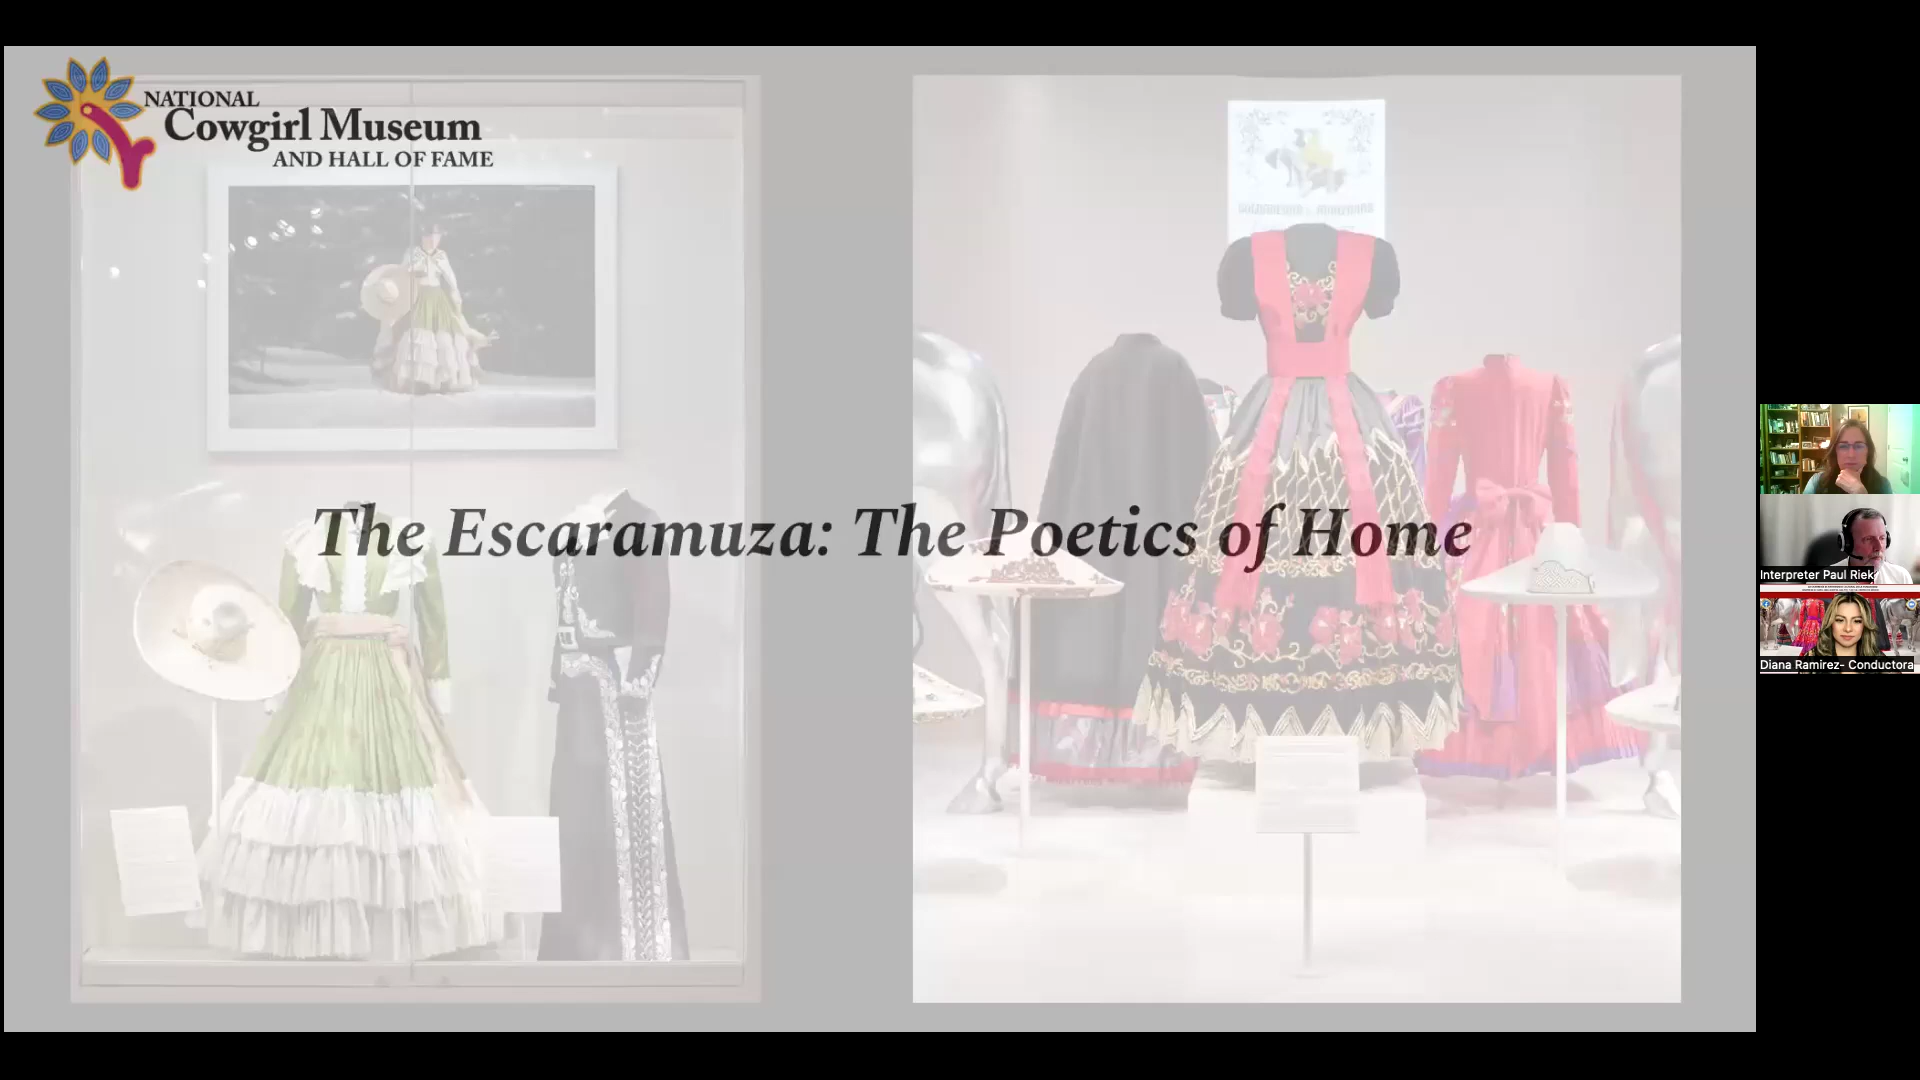 NATIONAL
Cowgirl Museum
AND HALL OF FAME
The Escaramuza: The Poetics of Home
Interpreter Paul Riek
Diana Ramirez- Conductora